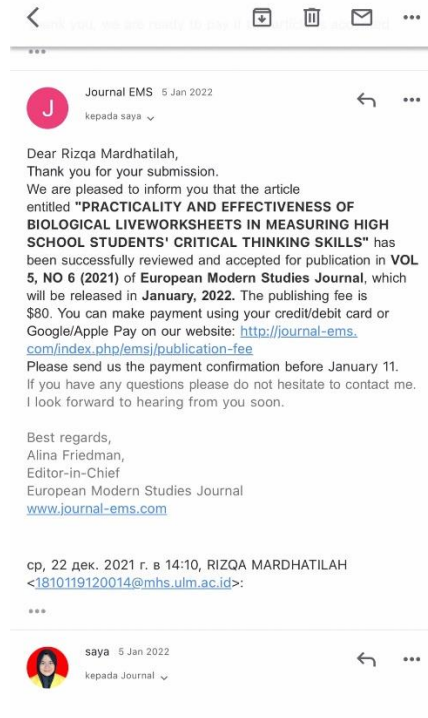 Journal EMS 5 Jan 2022
kepada saya
Dear Rizqa Mardhatilah,
Thank you for your submission.
We are pleased to inform you that the article
entitled "PRACTICALITY AND EFFECTIVENESS OF
BIOLOGICAL LIVEWORKSHEETS IN MEASURING HIGH
SCHOOL STUDENTS' CRITICAL THINKING SKILLS" has
been successfully reviewed and accepted for publication in VOL
5, NO 6 (2021) of European Modern Studies Journal, which
will be released in January, 2022. The publishing fee is
$80. You can make payment using your credit/debit card or
Google/Apple Pay on our website: http://journal-ems.
com/index.php/emsj/publication-fee
Please send us the payment confirmation before January 11.
If you have any questions please do not hesitate to contact me.
I look forward to hearing from you soon.
Best regards,
Alina Friedman,
Editor-in-Chief
European Modern Studies Journal
www.journal-ems.com
ср, 22 дек. 2021 г. в 14:10, RIZQA MARDHATILAH
<1810119120014@mhs.ulm.ac.id>:
saya 5 Jan 2022
kepada Journal